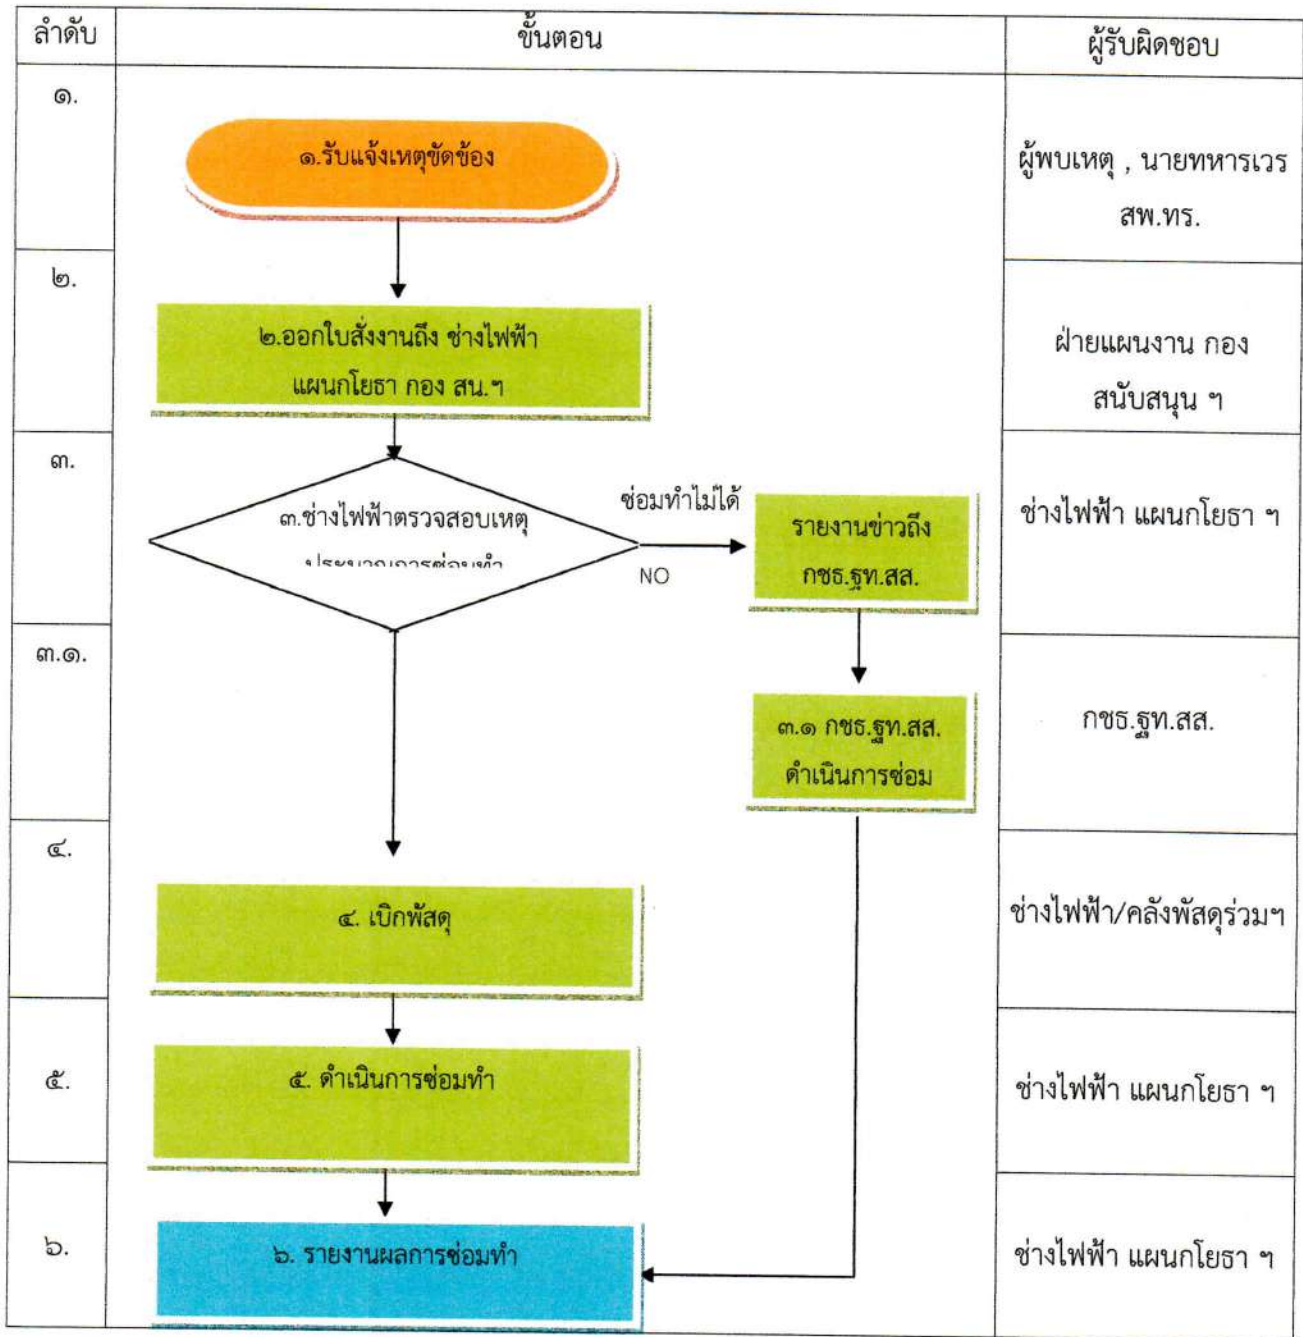 ลำดับ
ขั้นตอน
ผู้รับผิดชอบ
๑.
๑.รับแจ้งเหตุขัดข้อง
ผู้พบเหตุ , นายทหารเวร
สพ.ทร.
๒.
๒.ออกใบสั่งงานถึง ช่างไฟฟ้า
แผนกโยธา กอง สน.ฯ
ฝ่ายแผนงาน กอง
สนับสนุน ฯ
๓.
๓.ช่างไฟฟ้าตรวจสอบเหตุ
ประมาณการซ่อมทำ
ซ่อมทำไม่ได้
NO
รายงานข่าวถึง
กชธ.ฐท.สส.
ช่างไฟฟ้า แผนกโยธา ฯ
๓.๑.
๓.๑ กชธ.ฐท.สส.
ดำเนินการซ่อม
กชธ.ฐท.สส.
๔.
๔. เบิกพัสดุ
ช่างไฟฟ้า/คลังพัสดุร่วมฯ
๕.
๕. ดำเนินการซ่อมทำ
ช่างไฟฟ้า แผนกโยธา ฯ
๖.
๖. รายงานผลการซ่อมทำ
ช่างไฟฟ้า แผนกโยธา ฯ